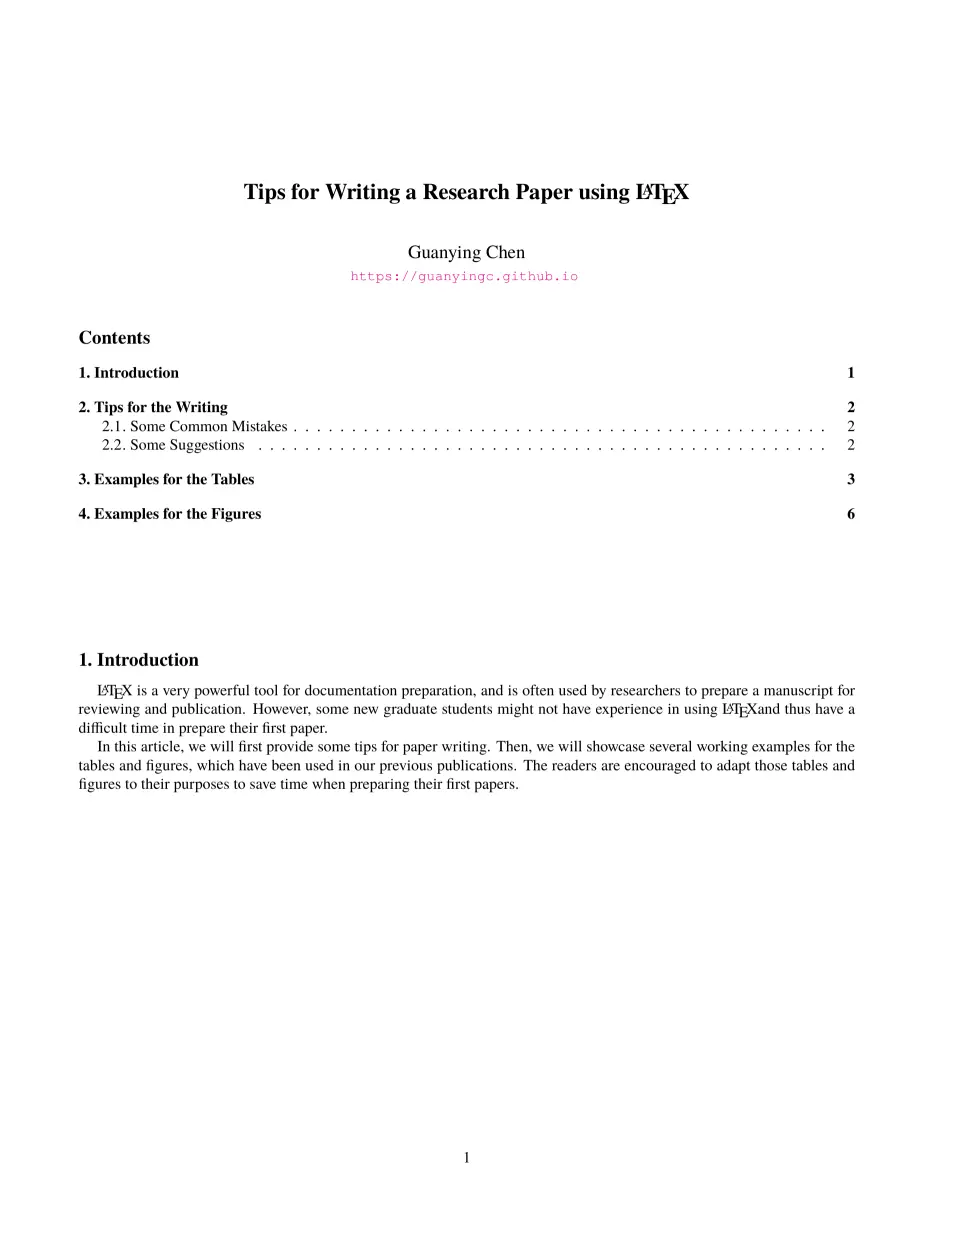 Tips for Writing a Research Paper using LATEX
Guanying Chen
https://guanyingc.github.io
Contents
1. Introduction 1
2. Tips for the Writing 2
2.1. Some Common Mistakes . . . . . . . . . . . . . . . . . . . . . . . . . . . . . . . . . . . . . . . . . . . . . . 2
2.2. Some Suggestions . . . . . . . . . . . . . . . . . . . . . . . . . . . . . . . . . . . . . . . . . . . . . . . . . 2
3. Examples for the Tables 3
4. Examples for the Figures 6
1. Introduction
LATEX is a very powerful tool for documentation preparation, and is often used by researchers to prepare a manuscript for
reviewing and publication. However, some new graduate students might not have experience in using LATEXand thus have a
difficult time in prepare their first paper.
In this article, we will first provide some tips for paper writing. Then, we will showcase several working examples for the
tables and figures, which have been used in our previous publications. The readers are encouraged to adapt those tables and
figures to their purposes to save time when preparing their first papers.
1